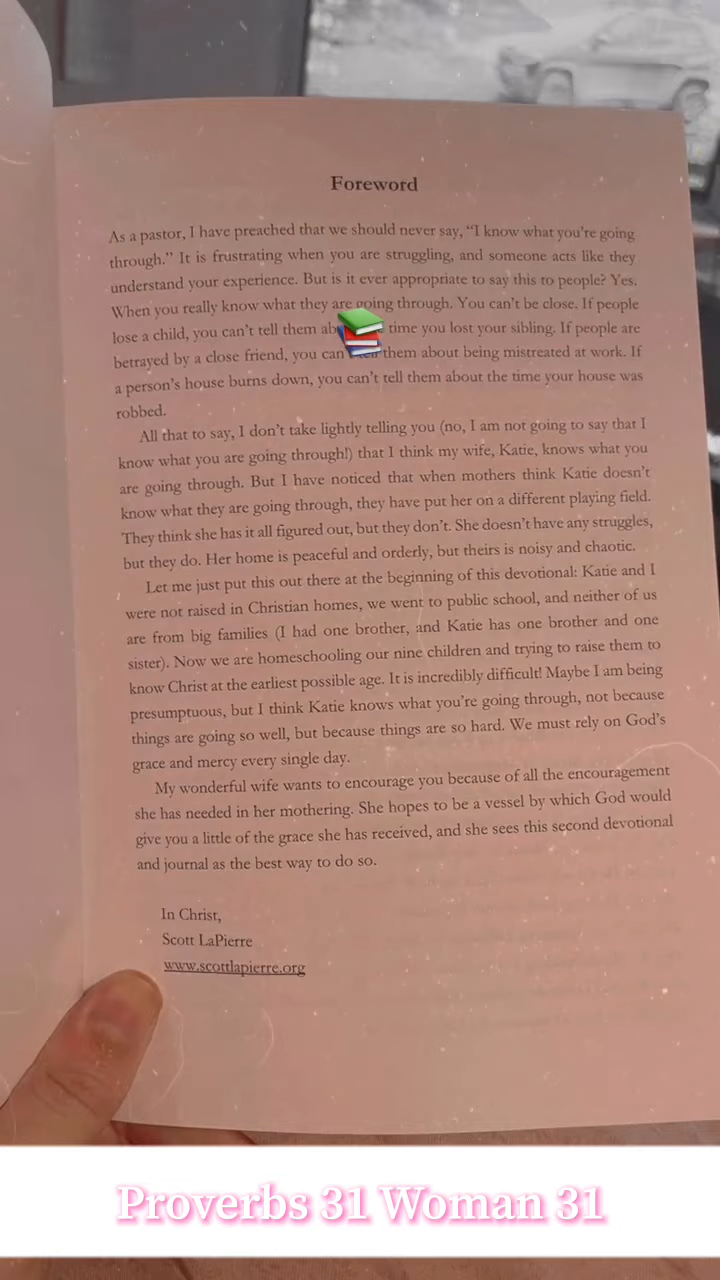 Foreword
As a pastor, I have preached that we should never say, “I know what you’re going
through.” It is frustrating when you are struggling, and someone acts like they
understand your experience. But is it ever appropriate to say this to people? Yes.
When you really know what they are going through. You can’t be close. If people
lose a child, you can’t tell them time you lost your sibling. If people are
betrayed by a close friend, you can them about being mistreated at work. If
a person’s house burns down, you can’t tell them about the time your house was
robbed.
All that to say, I don’t take lightly telling you (no, I am not going to say that I
know what you are going through!) that I think my wife, Katie, knows what you
are going through. But I have noticed that when mothers think Katie doesn’t
know what they are going through, they have put her on a different playing field.
They think she has it all figured out, but they don’t. She doesn’t have any struggles,
but they do. Her home is peaceful and orderly, but theirs is noisy and chaotic.
Let me just put this out there at the beginning of this devotional: Katie and I
were not raised in Christian homes, we went to public school, and neither of us
are from big families (I had one brother, and Katie has one brother and one
sister). Now we are homeschooling our nine children and trying to raise them to
know Christ at the earliest possible age. It is incredibly difficult! Maybe I am being
presumptuous, but I think Katie knows what you’re going through, not because
things are going so well, but because things are so hard. We must rely on God’s
grace and mercy every single day.
My wonderful wife wants to encourage you because of all the encouragement
she has needed in her mothering. She hopes to be a vessel by which God would
give you a little of the grace she has received, and she sees this second devotional
and journal as the best way to do so.
In Christ,
Scott LaPierre
www.scottlapierre.org
Proverbs 31 Woman 31